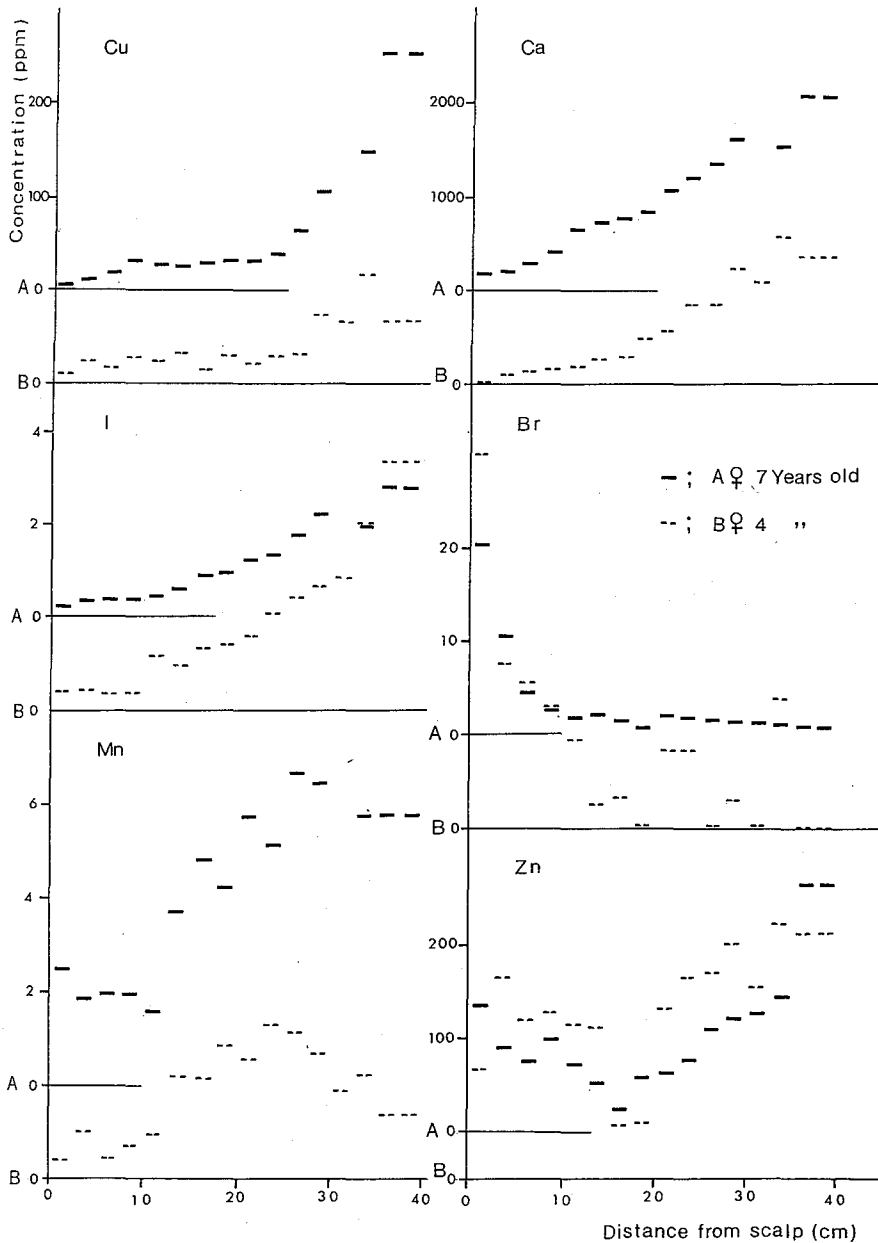 Concentration (ppm)
Cu
200
100
A 0
B 0
Ca
2000
1000
A 0
B 0
I
4
2
A 0
B 0
Br
— ; A♀ 7 Years old
--- ; B♀ 4 ,,
20
10
A 0
B 0
Mn
6
4
2
A 0
B 0
0 10 20 30 40
Zn
200
100
A 0
B 0
0 10 20 30 40
Distance from scalp (cm)